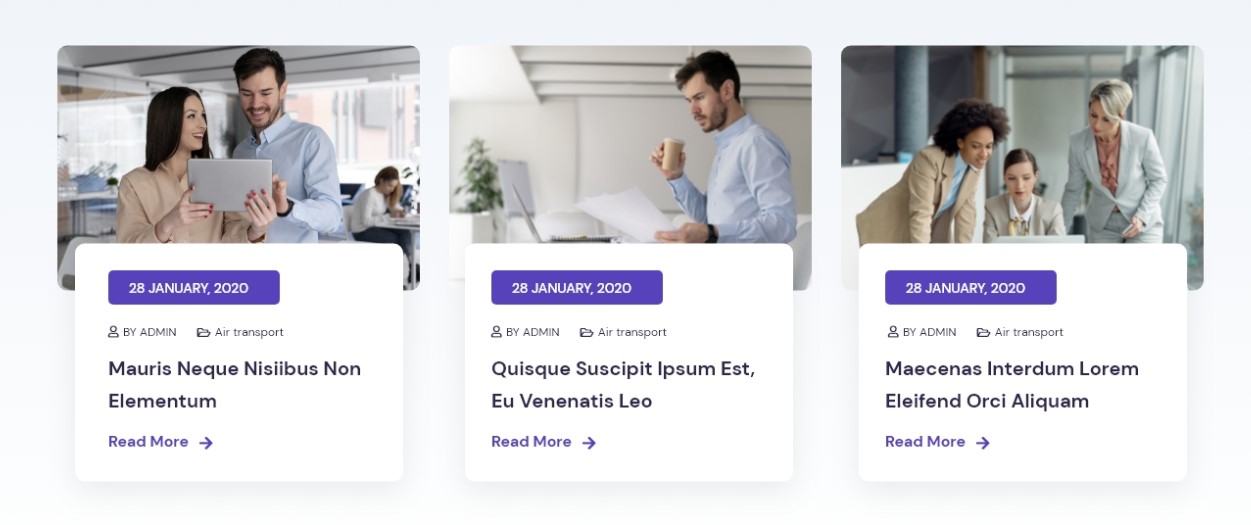 28 JANUARY, 2020
BY ADMIN Air transport
Mauris Neque Nisiibus Non
Elementum
Read More →
28 JANUARY, 2020
BY ADMIN Air transport
Quisque Suscipit Ipsum Est,
Eu Venenatis Leo
Read More →
28 JANUARY, 2020
BY ADMIN Air transport
Maecenas Interdum Lorem
Eleifend Orci Aliquam
Read More →